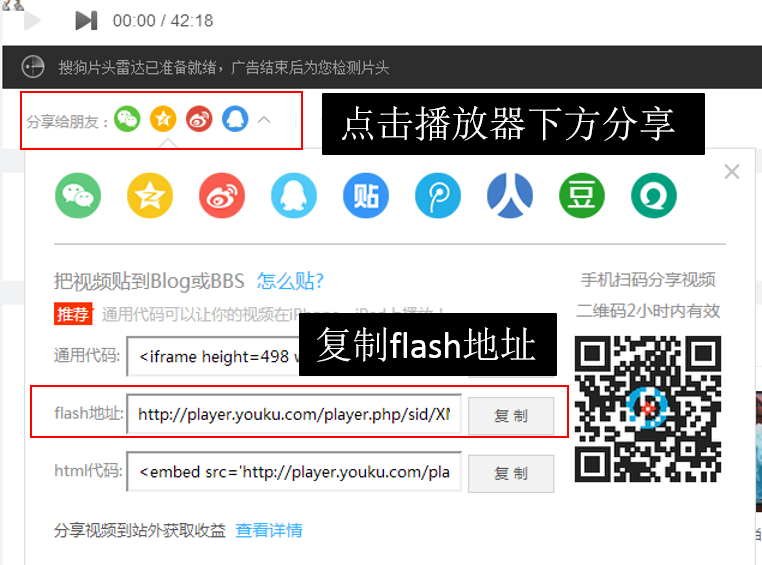 00:00 / 42:18
搜狗片头雷达已准备就绪，广告结束后为您检测片头
分享给朋友：
点击播放器下方分享
贴
豆
把视频贴到Blog或BBS 怎么贴?
手机扫码分享视频
二维码2小时内有效
推荐 通用代码可以让你的视频在iPhone
复制flash地址
通用代码: <iframe height=498 w
flash地址: http://player.youku.com/player.php/sid/XM 复 制
html代码: <embed src='http://player.youku.com/pla 复 制
分享视频到站外获取收益 查看详情